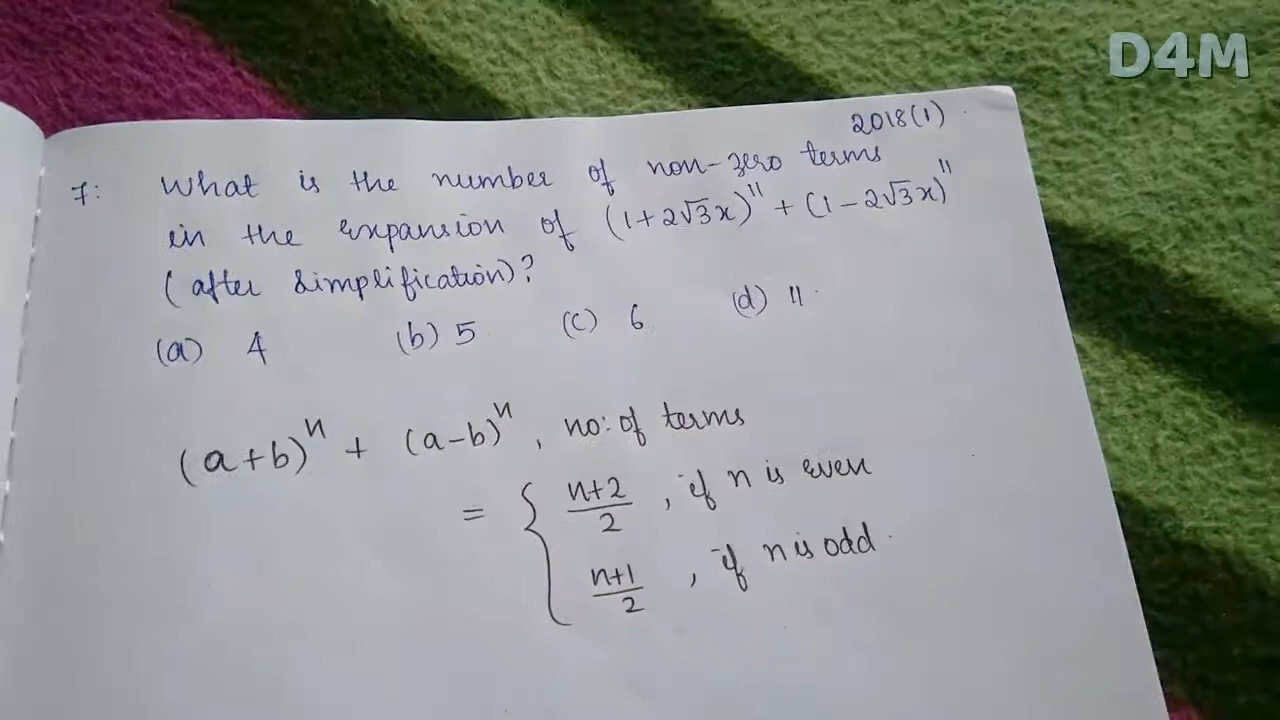 D4M
2018(1)
7: What is the number of non-zero terms
in the expansion of (1+2√3x)¹¹ + (1-2√3x)¹¹
(after simplification)?
(a) 4 (b) 5 (c) 6 (d) 11.
(a+b)ⁿ + (a-b)ⁿ, no: of terms
= { n+2/2 , if n is even
n+1/2 , if n is odd.